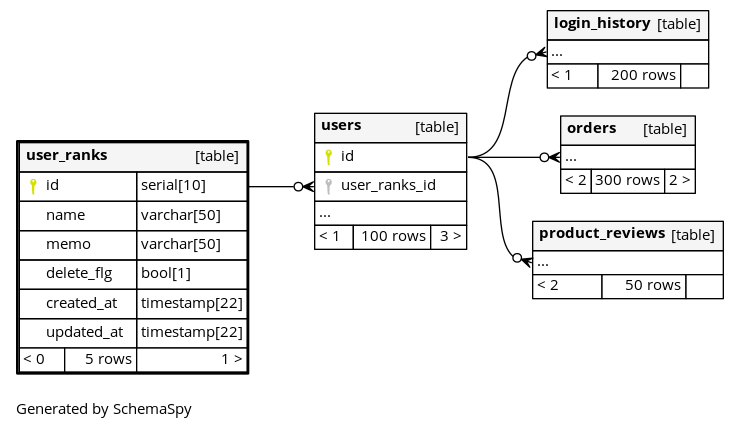 user_ranks [table]
id serial[10]
name varchar[50]
memo varchar[50]
delete_flg bool[1]
created_at timestamp[22]
updated_at timestamp[22]
< 0 5 rows 1 >
users [table]
id
user_ranks_id
...
< 1 100 rows 3 >
login_history [table]
...
< 1 200 rows
orders [table]
...
< 2 300 rows 2 >
product_reviews [table]
...
< 2 50 rows
Generated by SchemaSpy